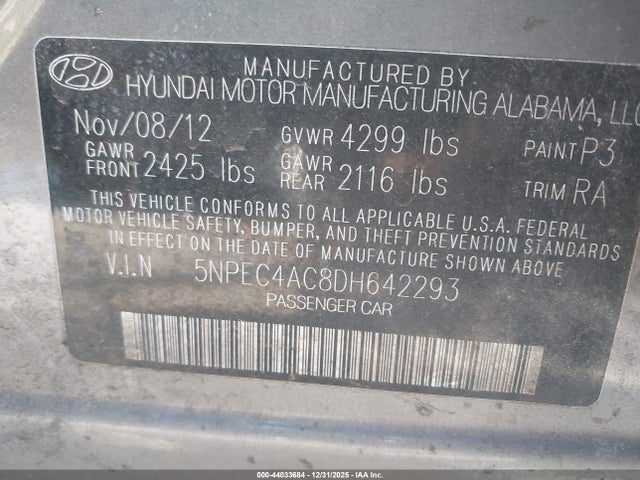 MANUFACTURED BY
HYUNDAI MOTOR MANUFACTURING ALABAMA, LLC
Nov/08/12 GVWR 4299 lbs PAINT P3
GAWR FRONT 2425 lbs GAWR REAR 2116 lbs TRIM RA
THIS VEHICLE CONFORMS TO ALL APPLICABLE U.S.A. FEDERAL
MOTOR VEHICLE SAFETY, BUMPER, AND THEFT PREVENTION STANDARDS
IN EFFECT ON THE DATE OF MANUFACTURE SHOWN ABOVE
V.I.N 5NPEC4AC8DH642293
PASSENGER CAR
000-44033684 - 12/31/2025 - IAAI.COM